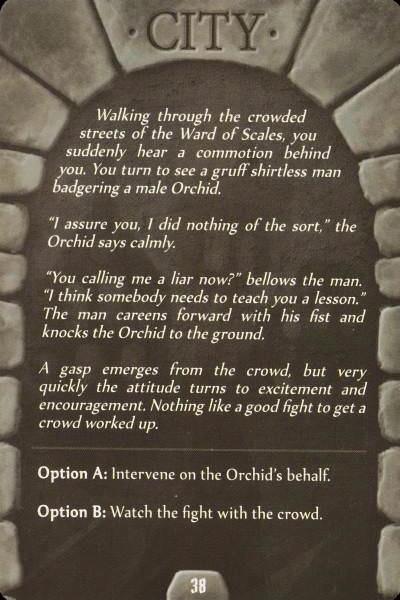 · CITY ·
Walking through the crowded
streets of the Ward of Scales, you
suddenly hear a commotion behind
you. You turn to see a gruff shirtless man
badgering a male Orchid.
“I assure you, I did nothing of the sort,” the
Orchid says calmly.
“You calling me a liar now?” bellows the man.
“I think somebody needs to teach you a lesson.”
The man careens forward with his fist and
knocks the Orchid to the ground.
A gasp emerges from the crowd, but very
quickly the attitude turns to excitement and
encouragement. Nothing like a good fight to get a
crowd worked up.
Option A: Intervene on the Orchid’s behalf.
Option B: Watch the fight with the crowd.
38